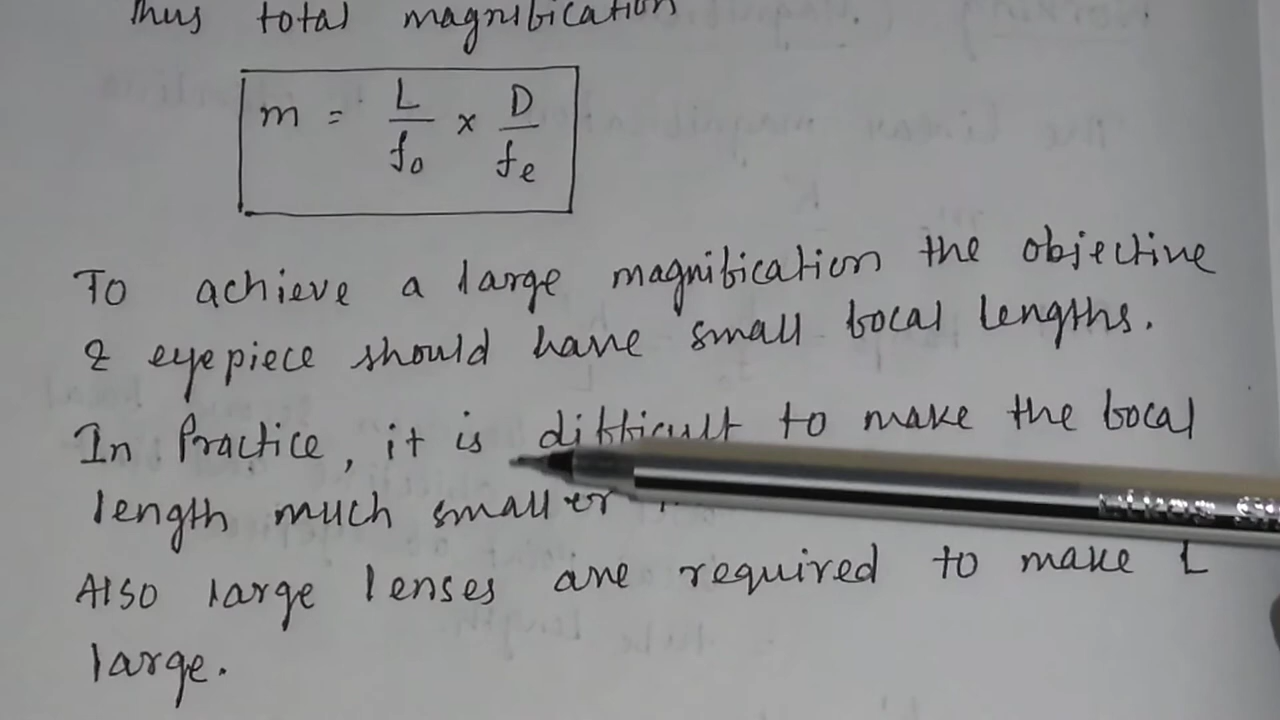 Thus total magnification
m = L/fo × D/fe
To achieve a large magnification the objective
& eyepiece should have small focal lengths.
In Practice, it is difficult to make the focal
length much smaller
Also large lenses are required to make L
large.